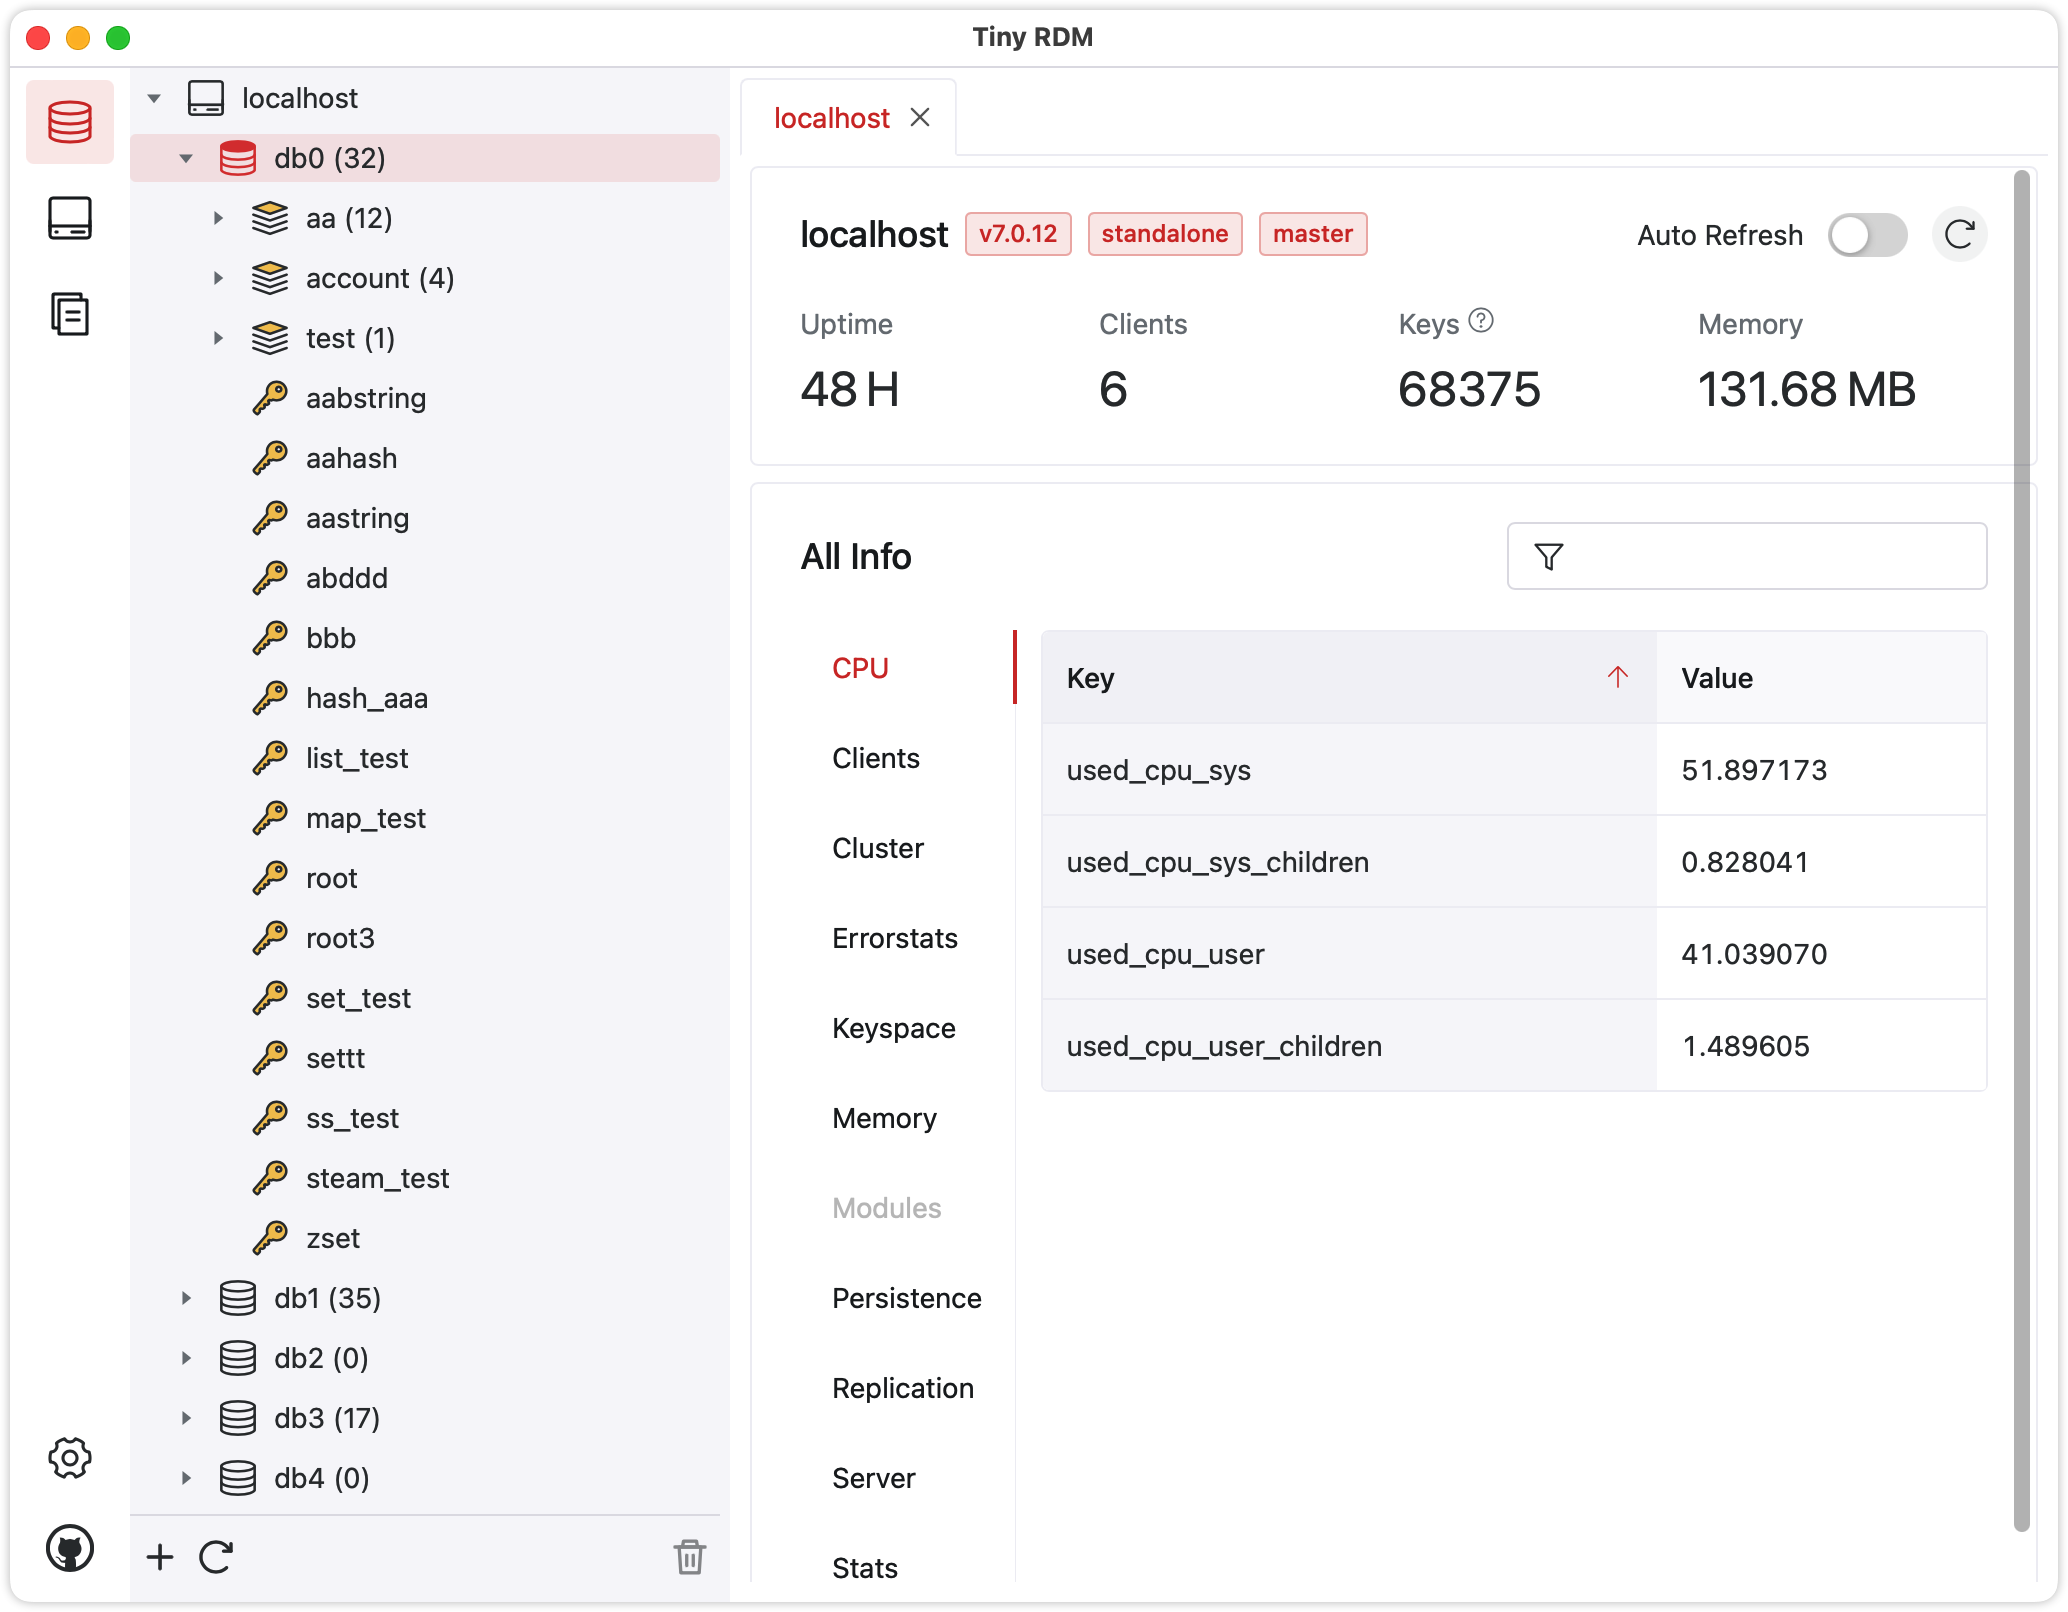 Tiny RDM
localhost
db0 (32)
aa (12)
account (4)
test (1)
aabstring
aahash
aastring
abddd
bbb
hash_aaa
list_test
map_test
root
root3
set_test
settt
ss_test
steam_test
zset
db1 (35)
db2 (0)
db3 (17)
db4 (0)
localhost
localhost v7.0.12 standalone master Auto Refresh
Uptime Clients Keys Memory
48 H 6 68375 131.68 MB
All Info
CPU
Clients
Cluster
Errorstats
Keyspace
Memory
Modules
Persistence
Replication
Server
Stats
Key Value
used_cpu_sys 51.897173
used_cpu_sys_children 0.828041
used_cpu_user 41.039070
used_cpu_user_children 1.489605